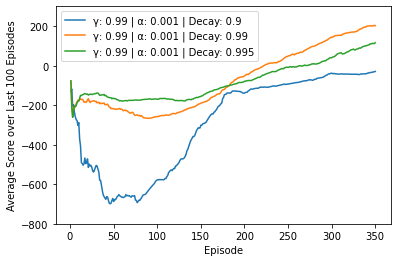 γ: 0.99 | α: 0.001 | Decay: 0.9
γ: 0.99 | α: 0.001 | Decay: 0.99
γ: 0.99 | α: 0.001 | Decay: 0.995
Average Score over Last 100 Episodes
200
0
−200
−400
−600
−800
0 50 100 150 200 250 300 350
Episode